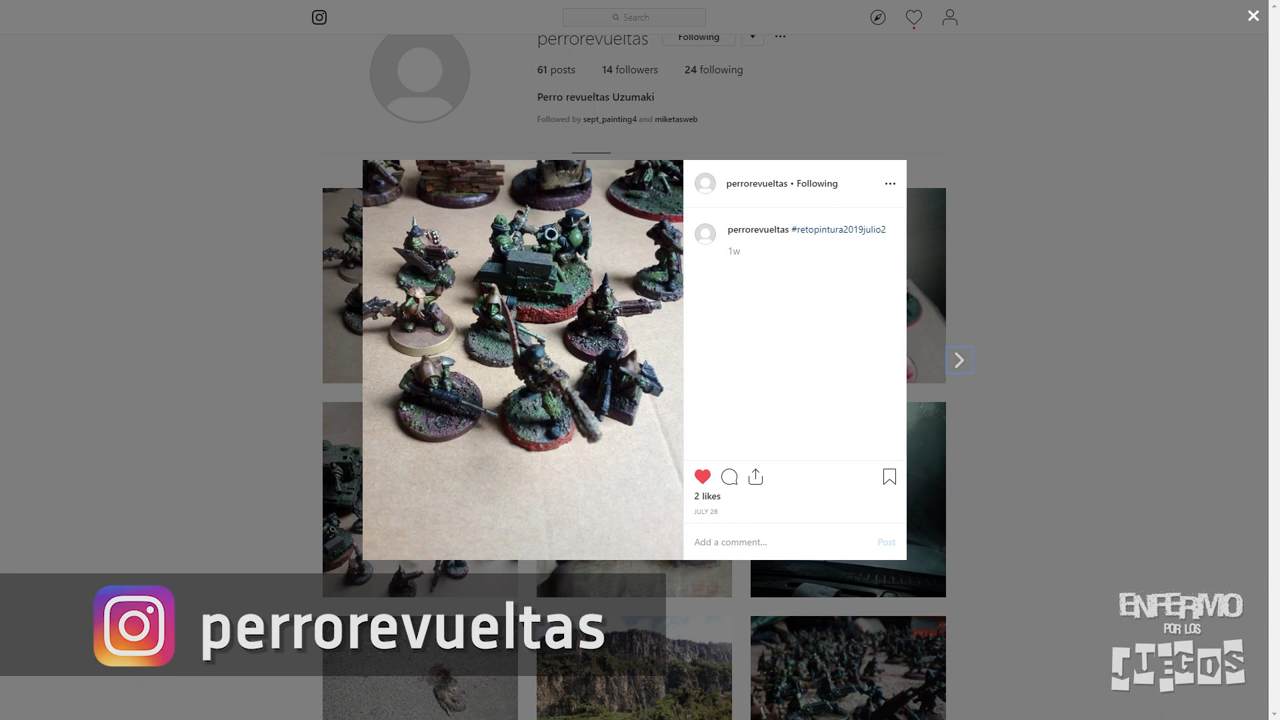 Search
perrorevueltas Following
61 posts 14 followers 24 following
Perro revueltas Uzumaki
Followed by sept_painting4 and miketasweb
perrorevueltas • Following
perrorevueltas #retopintura2019julio2
1w
2 likes
JULY 26
Add a comment... Post
perrorevueltas
ENFERMO
POR LOS
JUEGOS